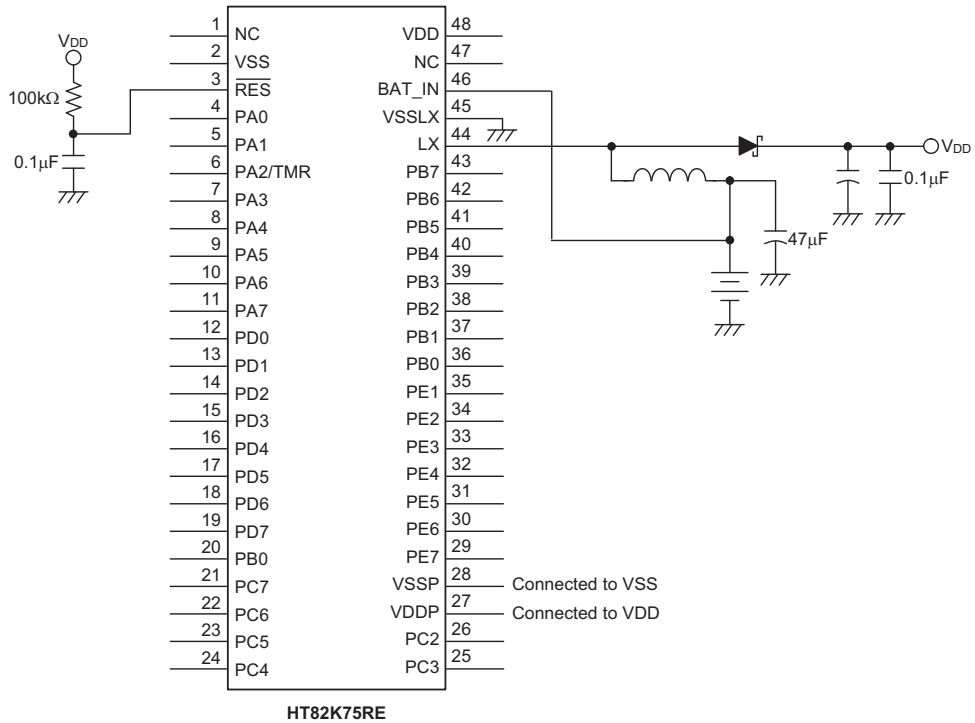 VDD
100kΩ
0.1μF
1 NC VDD 48
2 VSS NC 47
3 RES BAT_IN 46
4 PA0 VSSLX 45
5 PA1 LX 44
VDD
6 PA2/TMR PB7 43
0.1μF
7 PA3 PB6 42
8 PA4 PB5 41
47μF
9 PA5 PB4 40
10 PA6 PB3 39
11 PA7 PB2 38
12 PD0 PB1 37
13 PD1 PB0 36
14 PD2 PE1 35
15 PD3 PE2 34
16 PD4 PE3 33
17 PD5 PE4 32
18 PD6 PE5 31
19 PD7 PE6 30
20 PB0 PE7 29
21 PC7 VSSP 28 Connected to VSS
22 PC6 VDDP 27 Connected to VDD
23 PC5 PC2 26
24 PC4 PC3 25
HT82K75RE